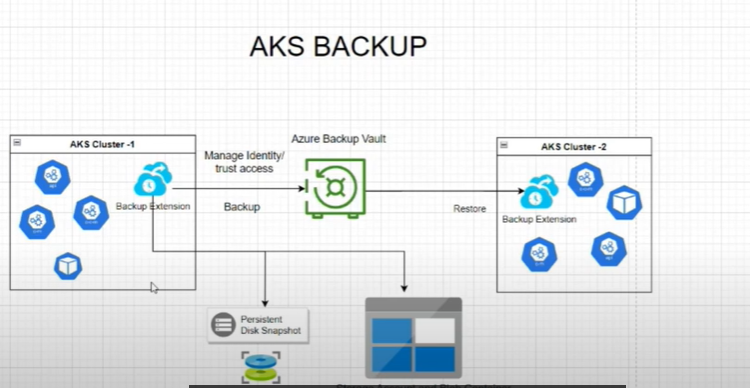 AKS BACKUP
AKS Cluster -1
Azure Backup Vault
AKS Cluster -2
Manage Identity/
trust access
Backup Extension
Backup
Restore
Backup Extension
Persistent
Disk Snapshot